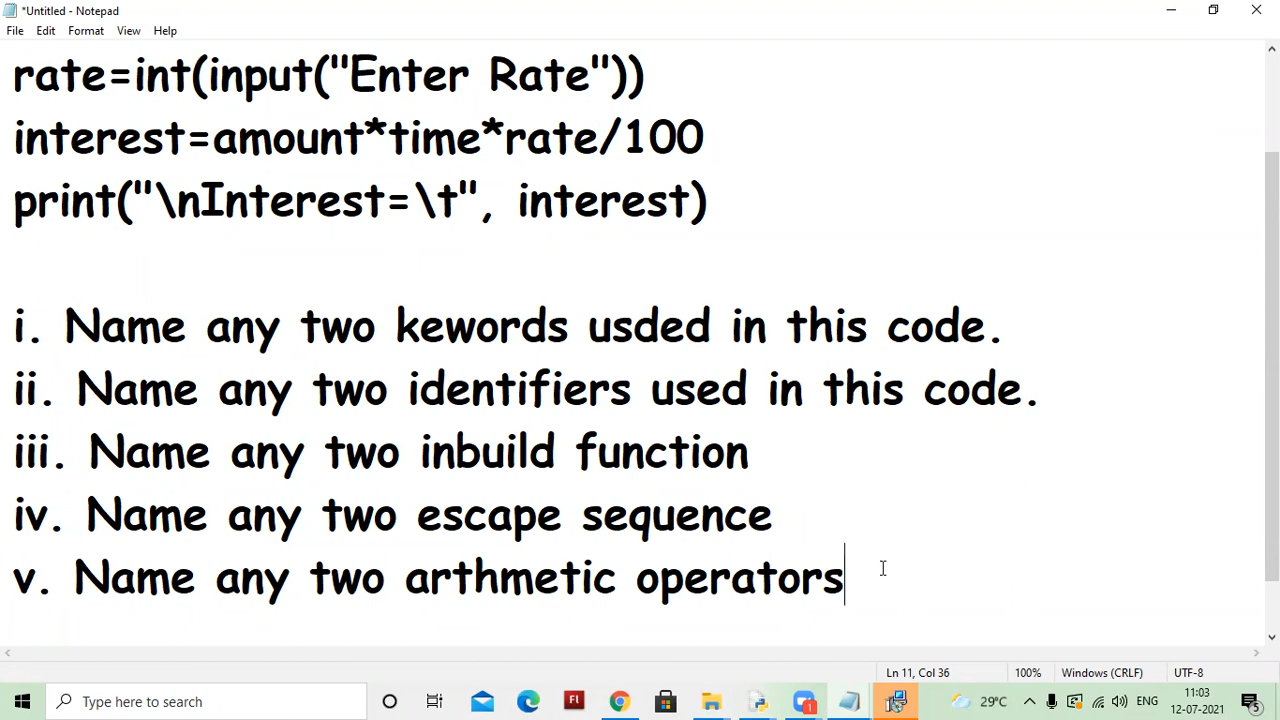 *Untitled - Notepad
File Edit Format View Help
rate=int(input("Enter Rate"))
interest=amount*time*rate/100
print("\nInterest=\t", interest)
i. Name any two kewords usded in this code.
ii. Name any two identifiers used in this code.
iii. Name any two inbuild function
iv. Name any two escape sequence
v. Name any two arthmetic operators
Ln 11, Col 36 100% Windows (CRLF) UTF-8
Type here to search Fl 1 29°C ENG 11:03
12-07-2021 5